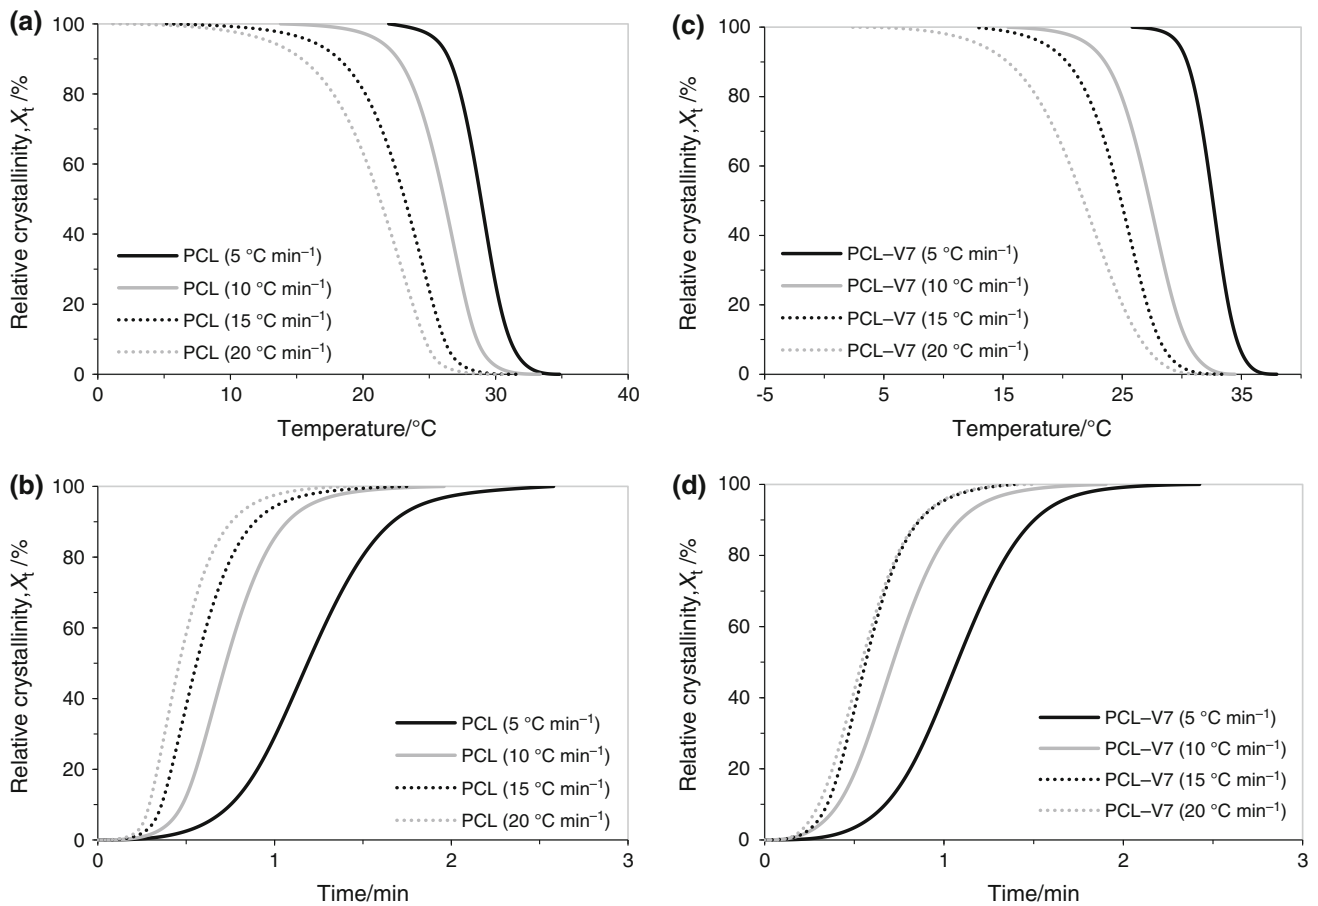 (a)
Relative crystallinity, Xt /%
100
80
60
40
20
0
PCL (5 °C min−1)
PCL (10 °C min−1)
PCL (15 °C min−1)
PCL (20 °C min−1)
0 10 20 30 40
Temperature/°C
(c)
Relative crystallinity, Xt /%
100
80
60
40
20
0
PCL–V7 (5 °C min−1)
PCL–V7 (10 °C min−1)
PCL–V7 (15 °C min−1)
PCL–V7 (20 °C min−1)
-5 5 15 25 35
Temperature/°C
(b)
Relative crystallinity, Xt /%
100
80
60
40
20
0
PCL (5 °C min−1)
PCL (10 °C min−1)
PCL (15 °C min−1)
PCL (20 °C min−1)
0 1 2 3
Time/min
(d)
Relative crystallinity, Xt /%
100
80
60
40
20
0
PCL–V7 (5 °C min−1)
PCL–V7 (10 °C min−1)
PCL–V7 (15 °C min−1)
PCL–V7 (20 °C min−1)
0 1 2 3
Time/min